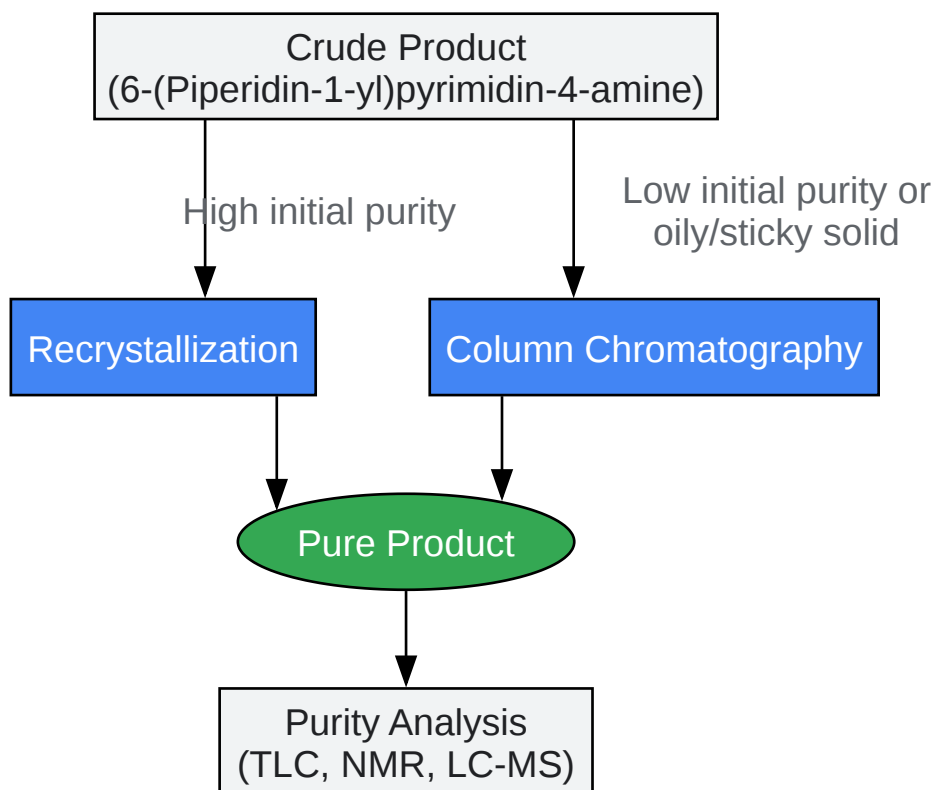 Crude Product
(6-(Piperidin-1-yl)pyrimidin-4-amine)
High initial purity
Low initial purity or
oily/sticky solid
Recrystallization
Column Chromatography
Pure Product
Purity Analysis
(TLC, NMR, LC-MS)